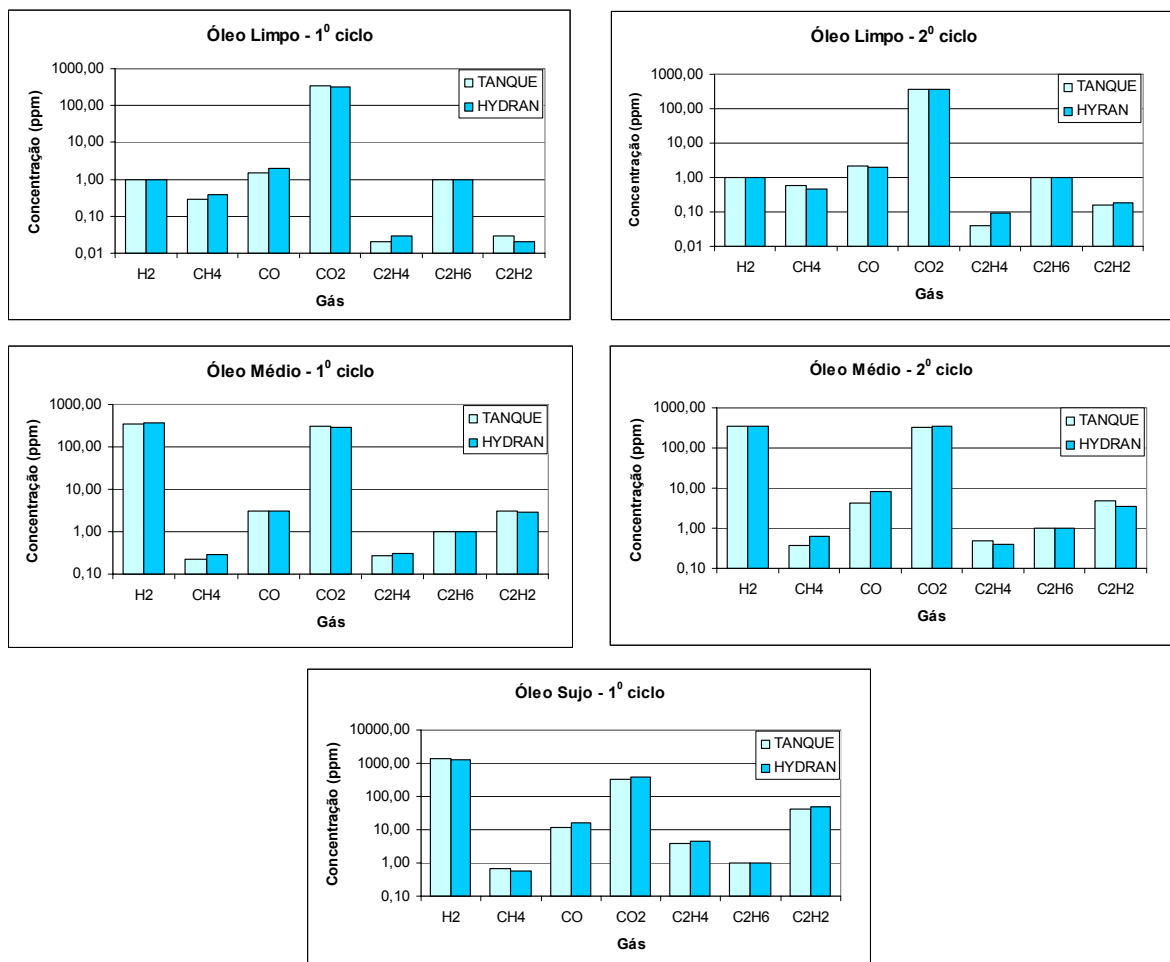 Óleo Limpo - 1⁰ ciclo
Concentração (ppm)
1000,00
100,00
10,00
1,00
0,10
0,01
TANQUE
HYDRAN
H2 CH4 CO CO2 C2H4 C2H6 C2H2
Gás
Óleo Limpo - 2⁰ ciclo
Concentração (ppm)
1000,00
100,00
10,00
1,00
0,10
0,01
TANQUE
HYRAN
H2 CH4 CO CO2 C2H4 C2H6 C2H2
Gás
Óleo Médio - 1⁰ ciclo
Concentração (ppm)
1000,00
100,00
10,00
1,00
0,10
TANQUE
HYDRAN
H2 CH4 CO CO2 C2H4 C2H6 C2H2
Gás
Óleo Médio - 2⁰ ciclo
Concentração (ppm)
1000,00
100,00
10,00
1,00
0,10
TANQUE
HYDRAN
H2 CH4 CO CO2 C2H4 C2H6 C2H2
Gás
Óleo Sujo - 1⁰ ciclo
Concentração (ppm)
10000,00
1000,00
100,00
10,00
1,00
0,10
TANQUE
HYDRAN
H2 CH4 CO CO2 C2H4 C2H6 C2H2
Gás